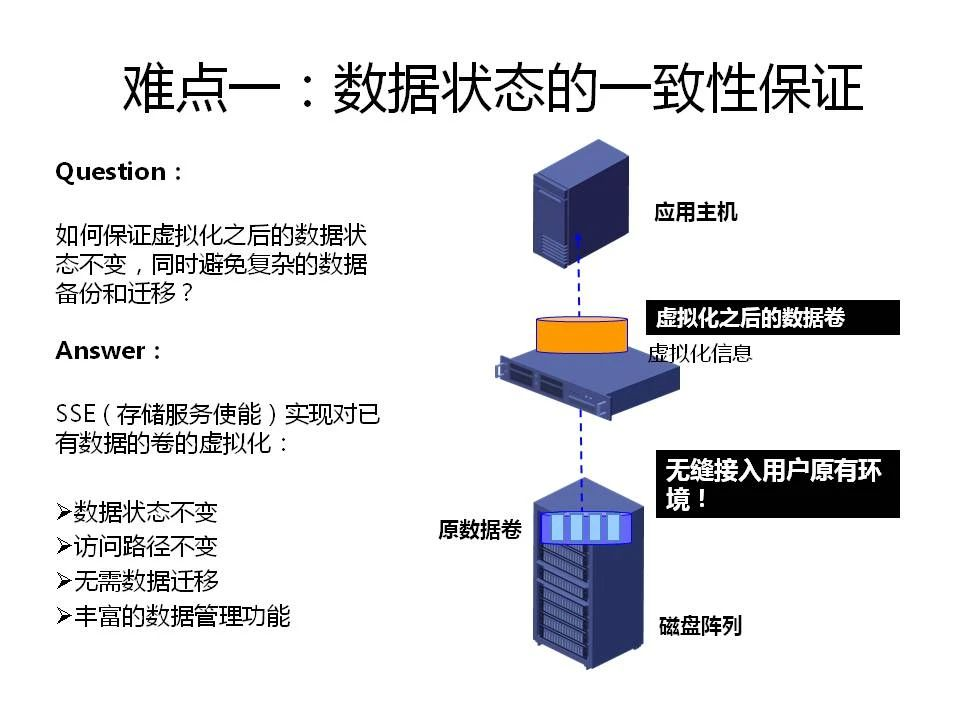 难点一：数据状态的一致性保证
Question：
如何保证虚拟化之后的数据状
态不变，同时避免复杂的数据
备份和迁移？
Answer：
SSE（存储服务使能）实现对已
有数据的卷的虚拟化：
➢数据状态不变
➢访问路径不变
➢无需数据迁移
➢丰富的数据管理功能
应用主机
虚拟化之后的数据卷
虚拟化信息
无缝接入用户原有环
境！
原数据卷
磁盘阵列